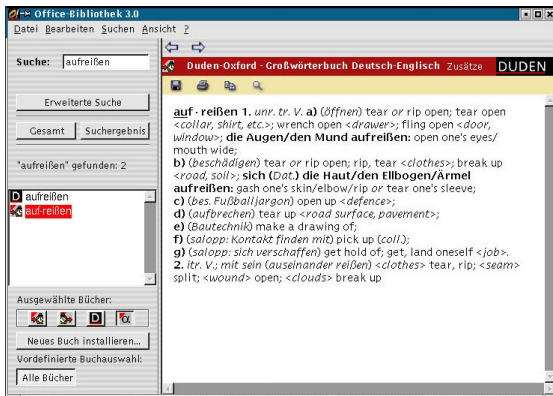 Office-Bibliothek 3.0
Datei Bearbeiten Suchen Ansicht ?
Suche: aufreißen
Erweiterte Suche
Gesamt Suchergebnis
"aufreißen" gefunden: 2
D aufreißen
auf·reißen
Ausgewählte Bücher:
D
Neues Buch installieren...
Vordefinierte Buchauswahl:
Alle Bücher
Duden-Oxford - Großwörterbuch Deutsch-Englisch Zusätze DUDEN
auf·reißen 1. unr. tr. V. a) (öffnen) tear or rip open; tear open
<collar, shirt, etc.>; wrench open <drawer>; fling open <door,
window>; die Augen/den Mund aufreißen: open one's eyes/
mouth wide;
b) (beschädigen) tear or rip open; rip, tear <clothes>; break up
<road, soil>; sich (Dat.) die Haut/den Ellbogen/Ärmel
aufreißen: gash one's skin/elbow/rip or tear one's sleeve;
c) (bes. Fußballjargon) open up <defence>;
d) (aufbrechen) tear up <road surface, pavement>;
e) (Bautechnik) make a drawing of;
f) (salopp: Kontakt finden mit) pick up (coll.);
g) (salopp: sich verschaffen) get hold of; get, land oneself <job>.
2. itr. V.; mit sein (auseinander reißen) <clothes> tear, rip; <seam>
split; <wound> open; <clouds> break up